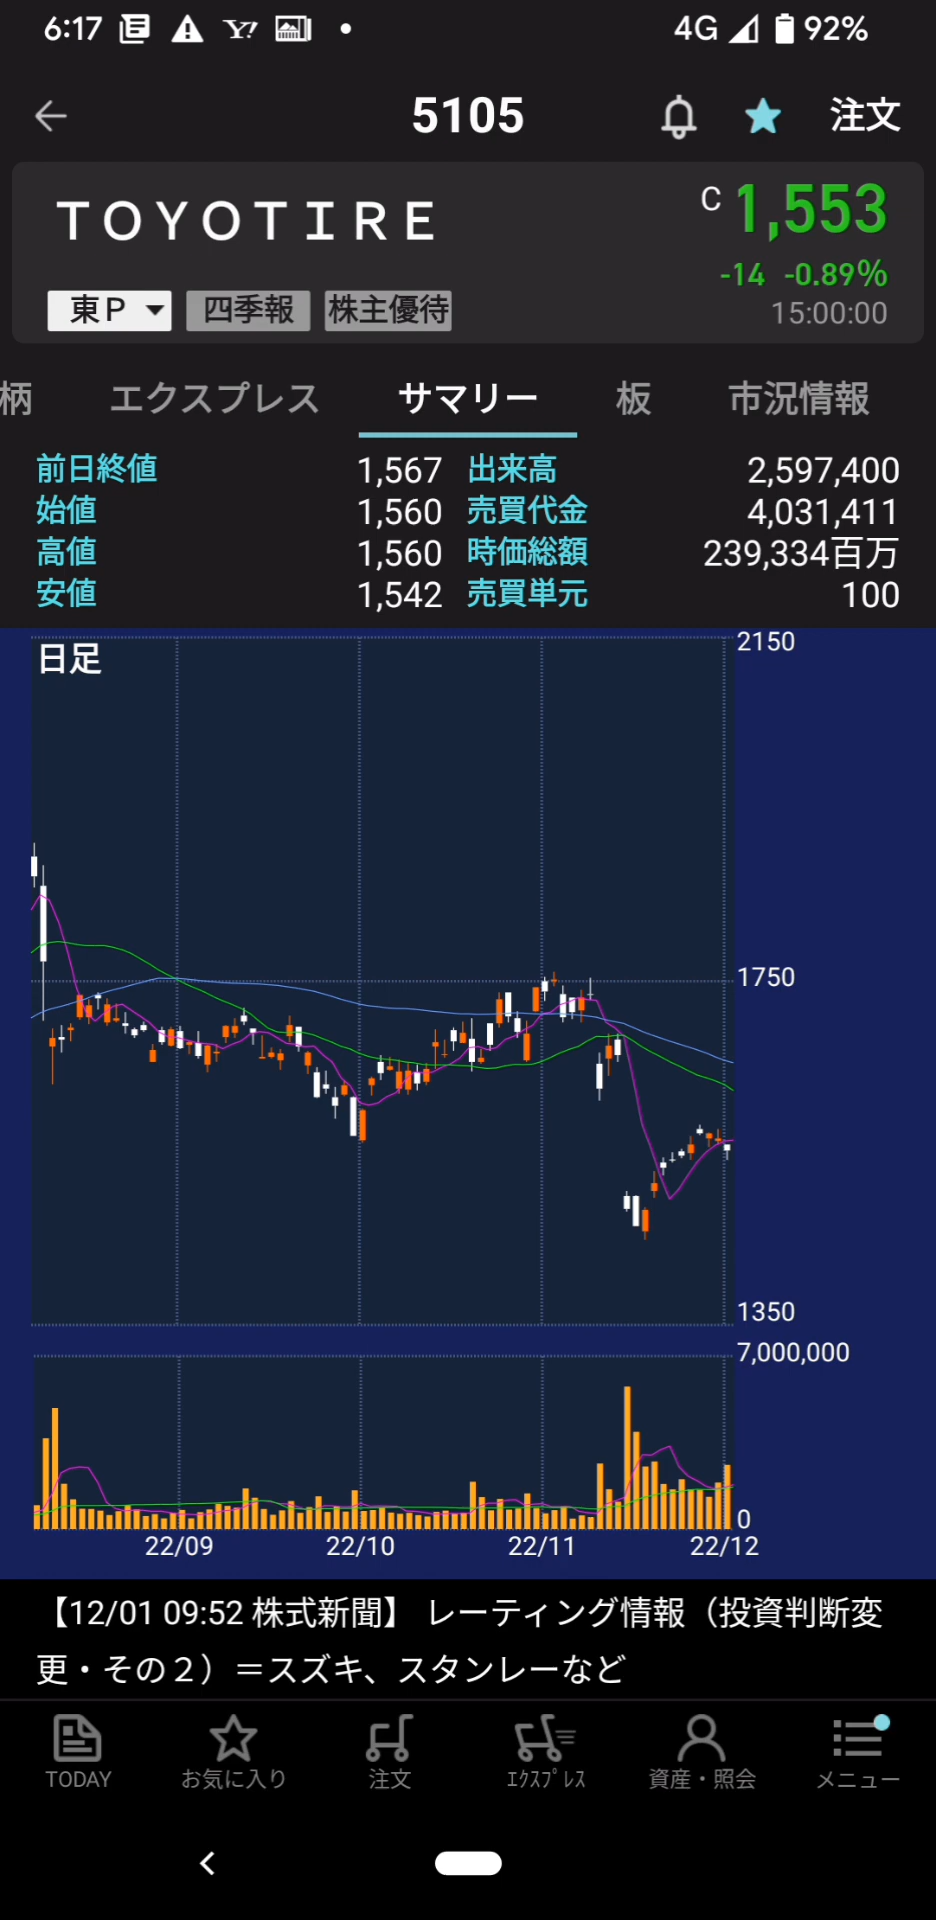 6:17 4G 92%
5105 注文
TOYOTIRE C 1,553
-14 -0.89%
東P 四季報 株主優待 15:00:00
柄 エクスプレス サマリー 板 市況情報
前日終値 1,567 出来高 2,597,400
始値 1,560 売買代金 4,031,411
高値 1,560 時価総額 239,334百万
安値 1,542 売買単元 100
日足
2150
1750
1350
7,000,000
0
22/09 22/10 22/11 22/12
【12/01 09:52 株式新聞】 レーティング情報（投資判断変
更・その２）＝スズキ、スタンレーなど
TODAY お気に入り 注文 ｴｸｽﾌﾟﾚｽ 資産・照会 メニュー